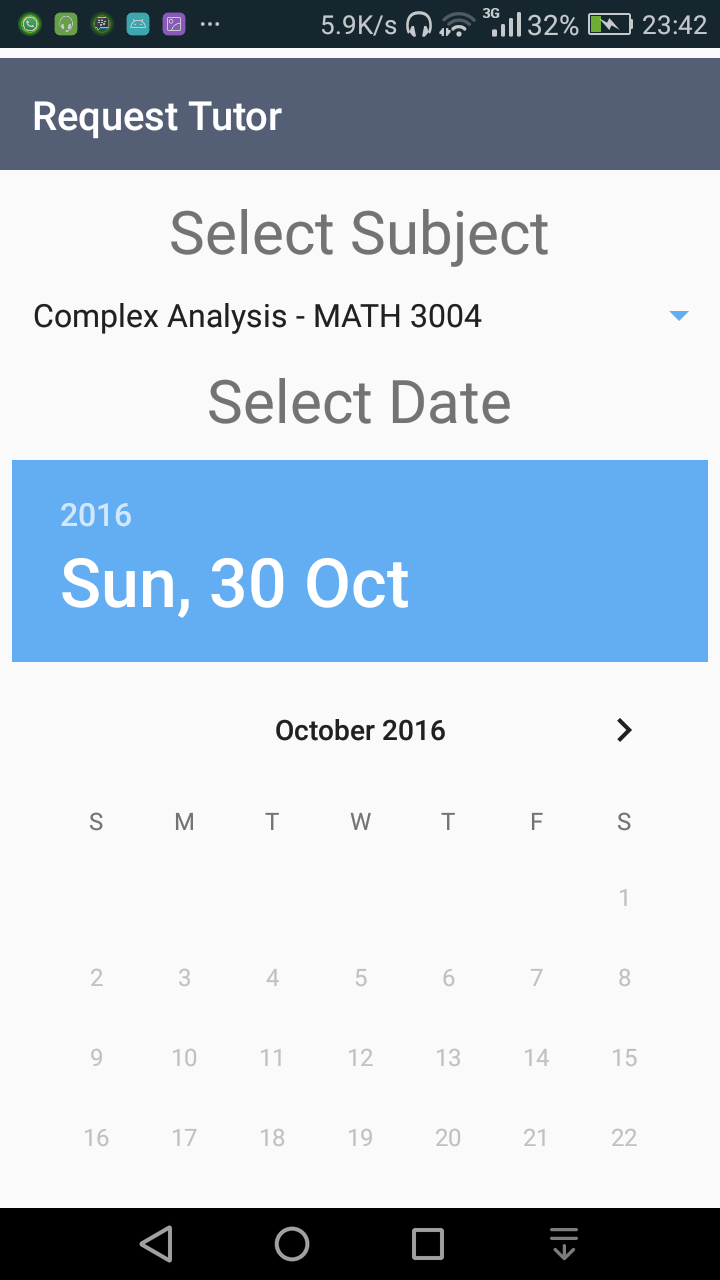 5.9K/s 3G 32% 23:42
Request Tutor
Select Subject
Complex Analysis - MATH 3004
Select Date
2016
Sun, 30 Oct
October 2016
S M T W T F S
1
2 3 4 5 6 7 8
9 10 11 12 13 14 15
16 17 18 19 20 21 22